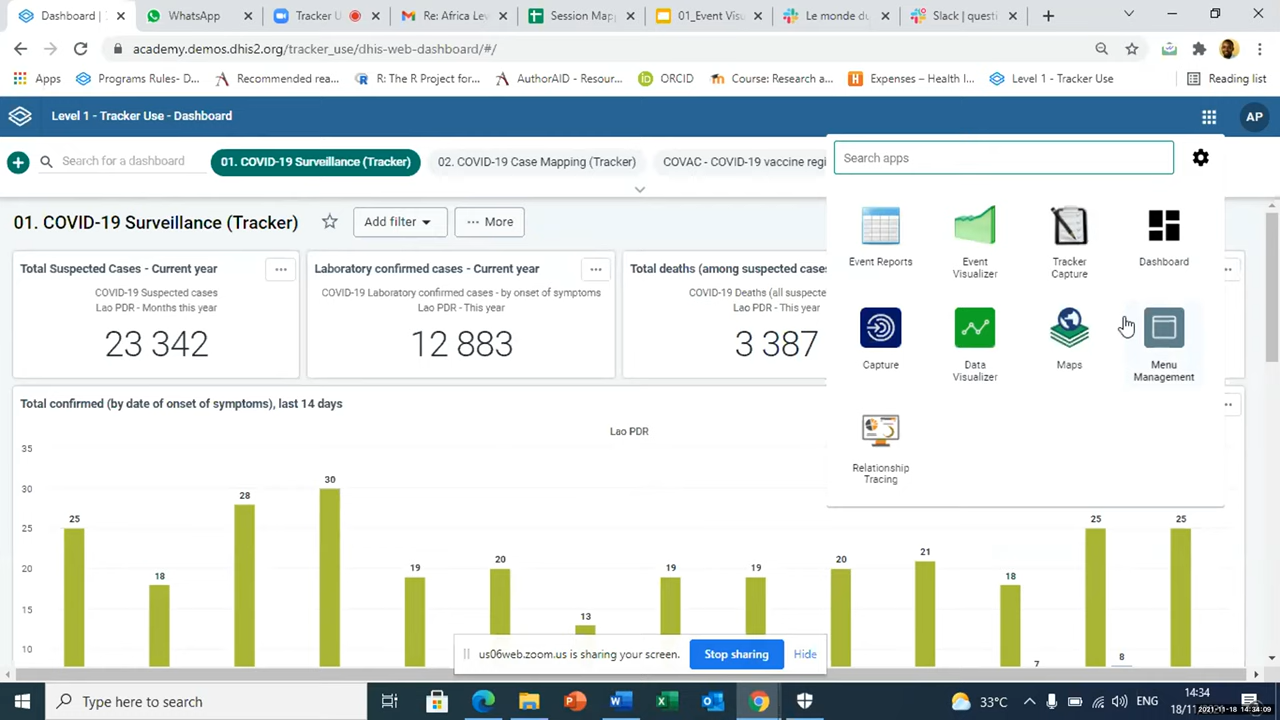 Dashboard |
WhatsApp
Tracker U
Re: Africa Le
Session Map
01_Event Visu
Le monde du
Slack | questi
academy.demos.dhis2.org/tracker_use/dhis-web-dashboard/#/
Apps
Programs Rules- D...
Recommended rea...
R: The R Project for...
AuthorAID - Resour...
ORCID
Course: Research a...
Expenses – Health I...
Level 1 - Tracker Use
Reading list
Level 1 - Tracker Use - Dashboard
AP
Search for a dashboard
01. COVID-19 Surveillance (Tracker)
02. COVID-19 Case Mapping (Tracker)
COVAC - COVID-19 vaccine regi
Search apps
01. COVID-19 Surveillance (Tracker)
Add filter
More
Event Reports
Event
Visualizer
Tracker
Capture
Dashboard
Capture
Data
Visualizer
Maps
Menu
Management
Relationship
Tracing
Total Suspected Cases - Current year
COVID-19 Suspected cases
Lao PDR - Months this year
23 342
Laboratory confirmed cases - Current year
COVID-19 Laboratory confirmed cases - by onset of symptoms
Lao PDR - This year
12 883
Total deaths (among suspected cases
COVID-19 Deaths (all suspecte
Lao PDR - This year
3 387
Total confirmed (by date of onset of symptoms), last 14 days
Lao PDR
35
30
25
20
15
10
25
18
28
30
19
20
13
19
19
20
21
18
7
25
8
25
us06web.zoom.us is sharing your screen.
Stop sharing
Hide
Type here to search
33°C
ENG
14:34
18/11
2021-11-18 14:34:09